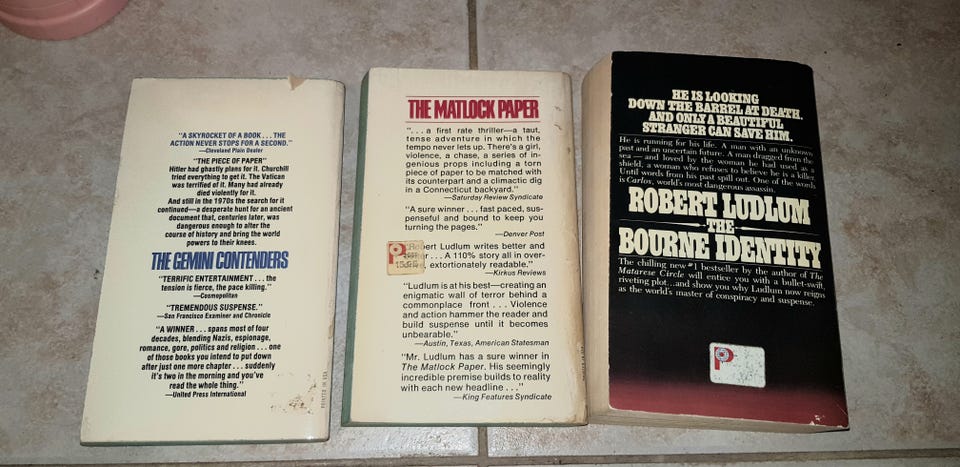 "A SKYROCKET OF A BOOK . . . THE
ACTION NEVER STOPS FOR A SECOND."
—Cleveland Plain Dealer
"THE PIECE OF PAPER"
Hitler had ghastly plans for it. Churchill
tried everything to get it. The Vatican
was terrified of it. Many had already
died violently for it.
And still in the 1970s the search for it
continued—a desperate hunt for an ancient
document that, centuries later, was
dangerous enough to alter the
course of history and bring the world
powers to their knees.
THE GEMINI CONTENDERS
"TERRIFIC ENTERTAINMENT . . . the
tension is fierce, the pace killing."
—Cosmopolitan
"TREMENDOUS SUSPENSE."
—San Francisco Examiner and Chronicle
"A WINNER . . . spans most of four
decades, blending Nazis, espionage,
romance, gore, politics and religion . . . one
of those books you intend to put down
after just one more chapter . . . suddenly
it's two in the morning and you've
read the whole thing."
—United Press International
PRINTED IN USA
THE MATLOCK PAPER
". . . a first rate thriller—a taut,
tense adventure in which the
tempo never lets up. There's a girl,
violence, a chase, a series of in-
genious props including a torn
piece of paper to be matched with
its counterpart and a climactic dig
in a Connecticut backyard."
—Saturday Review Syndicate
"A sure winner . . . fast paced, sus-
penseful and bound to keep you
turning the pages."
—Denver Post
"Robert Ludlum writes better and
. . . A 110% story all in over-
extortionately readable."
—Kirkus Reviews
"Ludlum is at his best—creating an
enigmatic wall of terror behind a
commonplace front . . . Violence
and action hammer the reader and
build suspense until it becomes
unbearable."
—Austin, Texas, American Statesman
"Mr. Ludlum has a sure winner in
The Matlock Paper. His seemingly
incredible premise builds to reality
with each new headline . . ."
—King Features Syndicate
P
HE IS LOOKING
DOWN THE BARREL AT DEATH.
AND ONLY A BEAUTIFUL
STRANGER CAN SAVE HIM.
He is running for his life. A man with an unknown
past and an uncertain future. A man dragged from the
sea—and loved by the woman he had used as a
shield, a woman who refuses to believe he is a killer.
Until words from his past spill out. One of the words
is Carlos, world's most dangerous assassin.
ROBERT LUDLUM
THE
BOURNE IDENTITY
The chilling new #1 bestseller by the author of The
Matarese Circle will entice you with a bullet-swift,
riveting plot...and show you why Ludlum now reigns
as the world's master of conspiracy and suspense.
P